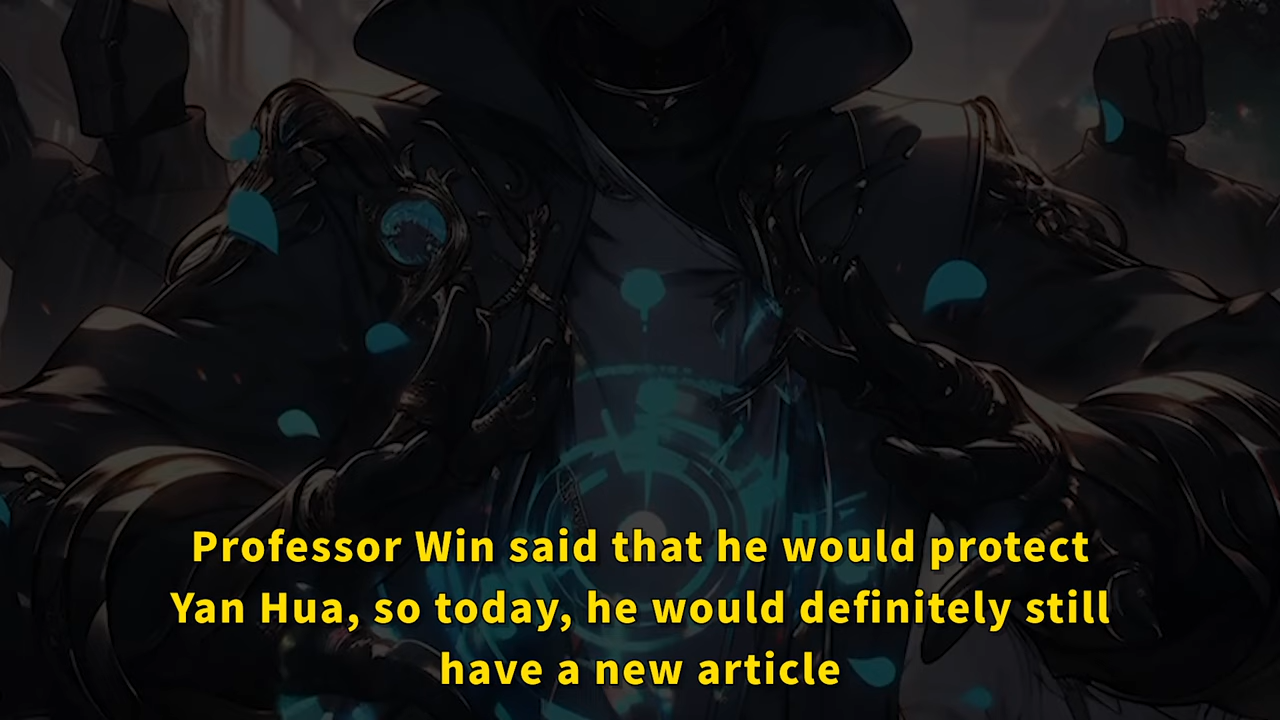 Professor Win said that he would protect
Yan Hua, so today, he would definitely still
have a new article